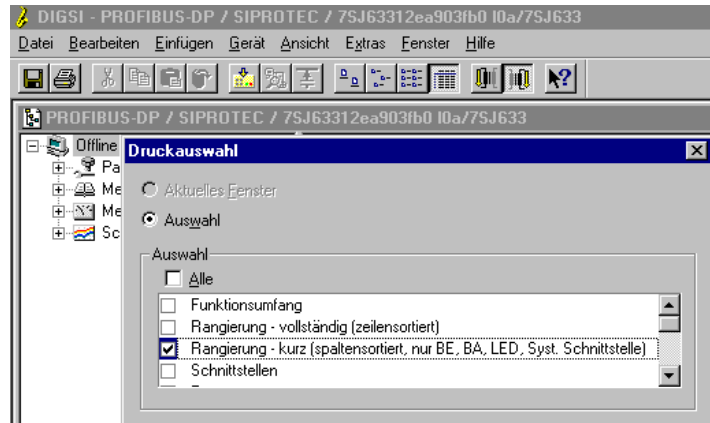 DIGSI - PROFIBUS-DP / SIPROTEC / 7SJ63312ea903fb0 I0a/7SJ633
Datei Bearbeiten Einfügen Gerät Ansicht Extras Fenster Hilfe
PROFIBUS-DP / SIPROTEC / 7SJ63312ea903fb0 I0a/7SJ633
Offline
Pa
Me
Me
Sc
Druckauswahl
Aktuelles Fenster
Auswahl
Auswahl
Alle
Funktionsumfang
Rangierung - vollständig (zeilensortiert)
Rangierung - kurz (spaltensortiert, nur BE, BA, LED, Syst. Schnittstelle)
Schnittstellen